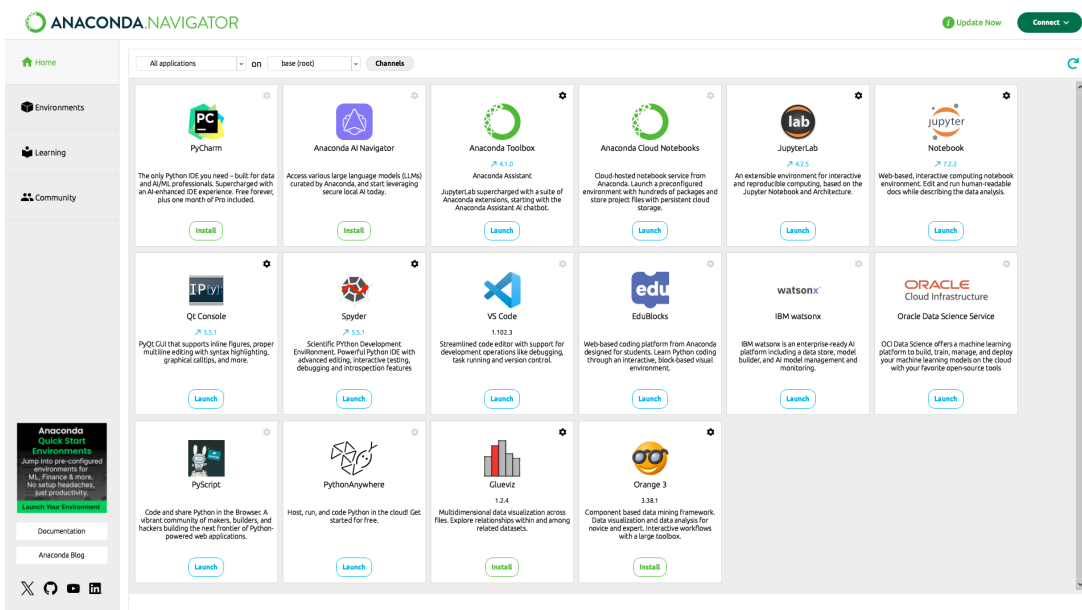 ANACONDA.NAVIGATOR
i Update Now
Connect
Home
Environments
Learning
Community
All applications
on
base (root)
Channels
PC
PyCharm
The only Python IDE you need – built for data
and AI/ML professionals. Supercharged with
an AI-enhanced IDE experience. Free forever,
plus one month of Pro included.
Install
Anaconda AI Navigator
Access various large language models (LLMs)
curated by Anaconda, and start leveraging
secure local AI today.
Install
Anaconda Toolbox
4.1.0
Anaconda Assistant
JupyterLab supercharged with a suite of
Anaconda extensions, starting with the
Anaconda Assistant AI chatbot.
Launch
Anaconda Cloud Notebooks
Cloud-hosted notebook service from
Anaconda. Launch a preconfigured
environment with hundreds of packages and
store project files with persistent cloud
storage.
Launch
lab
JupyterLab
4.2.5
An extensible environment for interactive
and reproducible computing, based on the
Jupyter Notebook and Architecture.
Launch
jupyter
Notebook
7.2.2
Web-based, interactive computing notebook
environment. Edit and run human-readable
docs while describing the data analysis.
Launch
IP[y]:
Qt Console
5.5.1
PyQt GUI that supports inline figures, proper
multiline editing with syntax highlighting,
graphical calltips, and more.
Launch
Spyder
5.5.1
Scientific PYthon Development
EnviRonment. Powerful Python IDE with
advanced editing, interactive testing,
debugging and introspection features
Launch
VS Code
1.102.3
Streamlined code editor with support for
development operations like debugging,
task running and version control.
Launch
edu
EduBlocks
Web-based coding platform from Anaconda
designed for students. Learn Python coding
through an interactive, block-based visual
environment.
Launch
watsonx
IBM watsonx
IBM watsonx is an enterprise-ready AI
platform including a data store, model
builder, and AI model management and
monitoring.
Launch
ORACLE
Cloud Infrastructure
Oracle Data Science Service
OCI Data Science offers a machine learning
platform to build, train, manage, and deploy
your machine learning models on the cloud
with your favorite open-source tools
Launch
PyScript
Code and share Python in the Browser. A
vibrant community of makers, builders, and
hackers building the next frontier of Python-
powered web applications.
Launch
PythonAnywhere
Host, run, and code Python in the cloud! Get
started for free.
Launch
Glueviz
1.2.4
Multidimensional data visualization across
files. Explore relationships within and among
related datasets.
Install
Orange 3
3.38.1
Component based data mining framework.
Data visualization and data analysis for
novice and expert. Interactive workflows
with a large toolbox.
Install
Anaconda
Quick Start
Environments
Jump into pre-configured
environments for
ML, Finance & more.
No setup headaches,
just productivity.
Launch Your Environment
Documentation
Anaconda Blog